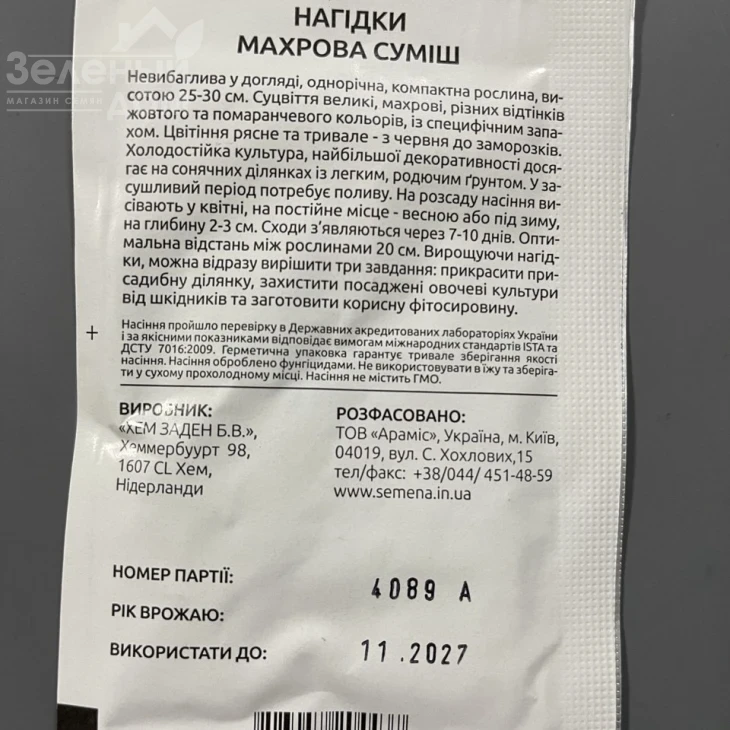 НАГІДКИ
МАХРОВА СУМІШ
Зеленый
МАГАЗИН СЕМЯН
Невибаглива у догляді, однорічна, компактна рослина, ви-
сотою 25-30 см. Суцвіття великі, махрові, різних відтінків
жовтого та помаранчевого кольорів, із специфічним запа-
хом. Цвітіння рясне та тривале - з червня до заморозків.
Холодостійка культура, найбільшої декоративності дося-
гає на сонячних ділянках із легким, родючим ґрунтом. У за-
сушливий період потребує поливу. На розсаду насіння ви-
сівають у квітні, на постійне місце - весною або під зиму,
на глибину 2-3 см. Сходи з’являються через 7-10 днів. Опти-
мальна відстань між рослинами 20 см. Вирощуючи нагід-
ки, можна відразу вирішити три завдання: прикрасити при-
садибну ділянку, захистити посаджені овочеві культури
від шкідників та заготовити корисну фітосировину.
Насіння пройшло перевірку в Державних акредитованих лабораторіях України
і за якісними показниками відповідає вимогам міжнародних стандартів ISTA та
ДСТУ 7016:2009. Герметична упаковка гарантує тривале зберігання якості
насіння. Насіння оброблено фунгіцидами. Не використовувати в їжу та зберіга-
ти у сухому прохолодному місці. Насіння не містить ГМО.
ВИРОБНИК:
«ХЕМ ЗАДЕН Б.В.»,
Хеммербуурт 98,
1607 CL Хем,
Нідерланди
РОЗФАСОВАНО:
ТОВ «Араміс», Україна, м. Київ,
04019, вул. С. Хохлових,15
тел/факс: +38/044/ 451-48-59
www.semena.in.ua
НОМЕР ПАРТІЇ: 4089 А
РІК ВРОЖАЮ:
ВИКОРИСТАТИ ДО: 11.2027